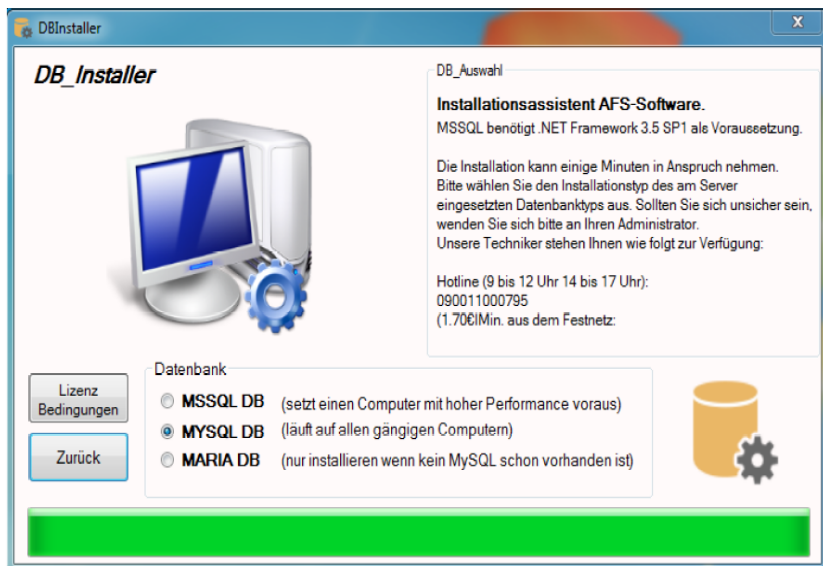 DBInstaller
X
DB_Installer
DB_Auswahl
Installationsassistent AFS-Software.
MSSQL benötigt .NET Framework 3.5 SP1 als Voraussetzung.
Die Installation kann einige Minuten in Anspruch nehmen.
Bitte wählen Sie den Installationstyp des am Server
eingesetzten Datenbanktyps aus. Sollten Sie sich unsicher sein,
wenden Sie sich bitte an Ihren Administrator.
Unsere Techniker stehen Ihnen wie folgt zur Verfügung:
Hotline (9 bis 12 Uhr 14 bis 17 Uhr):
090011000795
(1.70€lMin. aus dem Festnetz:
Lizenz
Bedingungen
Zurück
Datenbank
MSSQL DB (setzt einen Computer mit hoher Performance voraus)
MYSQL DB (läuft auf allen gängigen Computern)
MARIA DB (nur installieren wenn kein MySQL schon vorhanden ist)